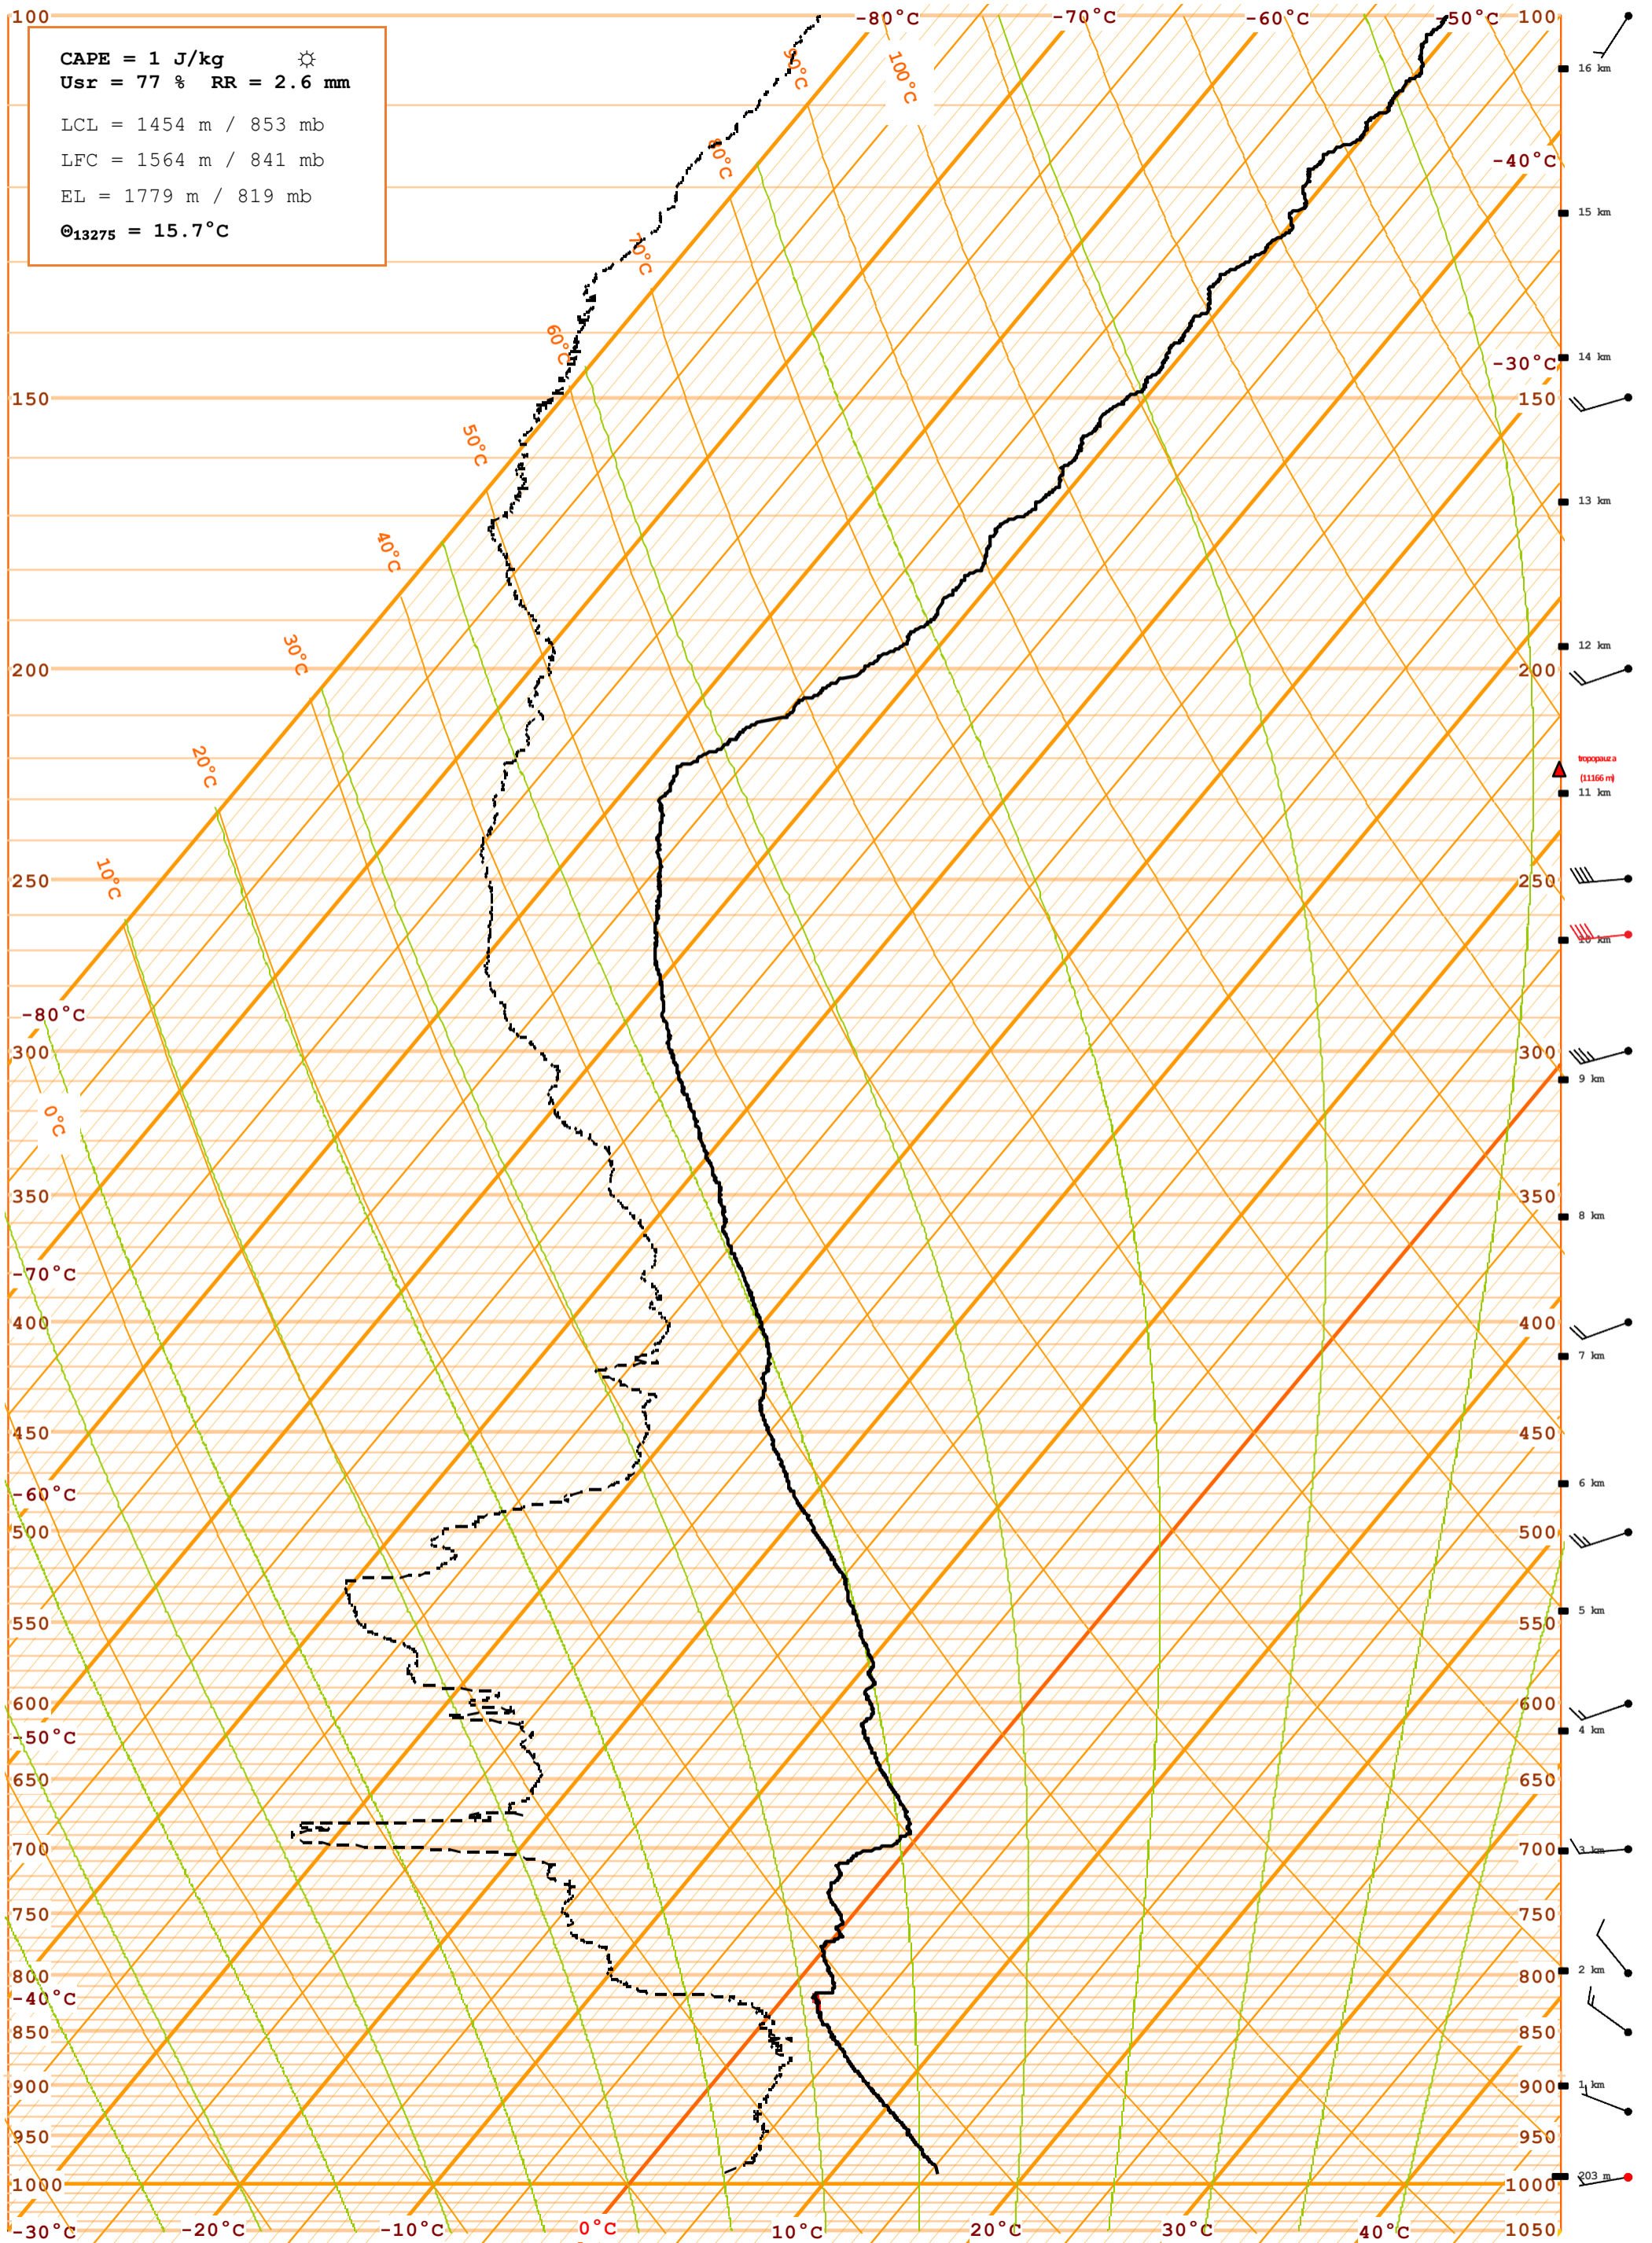 100 -80°C -70°C -60°C -50°C 100
CAPE = 1 J/kg ☼
Usr = 77 % RR = 2.6 mm
LCL = 1454 m / 853 mb
LFC = 1564 m / 841 mb
EL = 1779 m / 819 mb
Θ13275 = 15.7°C
90°C 100°C
16 km
80°C -40°C
15 km
70°C
60°C 14 km
-30°C
150 150
50°C
13 km
40°C
30°C 12 km
200 200
20°C
tropopauza
(11166 m)
11 km
10°C
250 250
10 km
-80°C
300 300
9 km
0°C
350 350
8 km
-70°C
400 400
7 km
450 450
6 km
-60°C
500 500
5 km
550 550
600 600
4 km
-50°C
650 650
700 700
3 km
750 750
2 km
800 800
-40°C
850 850
900 900
1 km
950 950
203 m
1000 1000
-30°C -20°C -10°C 0°C 10°C 20°C 30°C 40°C 1050